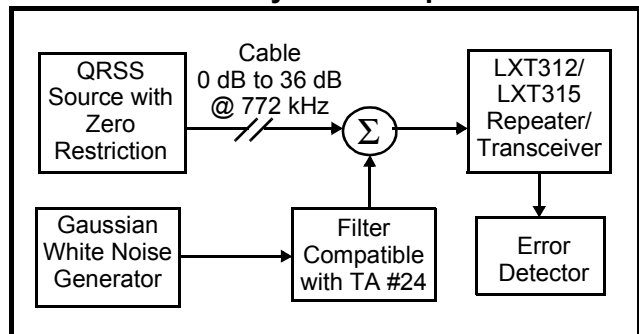 QRSS
Source with
Zero
Restriction
Cable
0 dB to 36 dB
@ 772 kHz
Σ
LXT312/
LXT315
Repeater/
Transceiver
Gaussian
White Noise
Generator
Filter
Compatible
with TA #24
Error
Detector